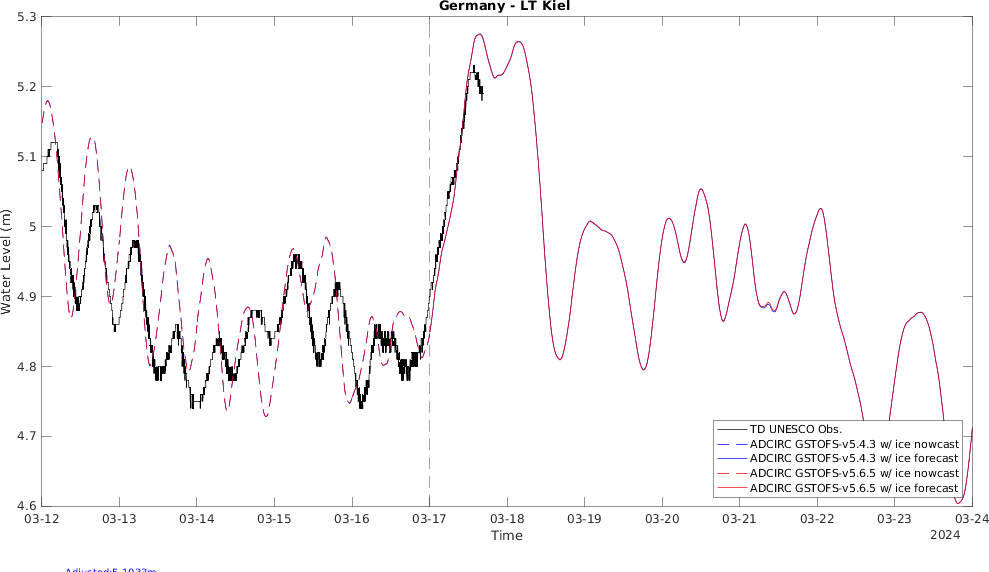 Germany - LT Kiel
5.3
5.2
5.1
5
4.9
4.8
4.7
4.6
Water Level (m)
TD UNESCO Obs.
ADCIRC GSTOFS-v5.4.3 w/ ice nowcast
ADCIRC GSTOFS-v5.4.3 w/ ice forecast
ADCIRC GSTOFS-v5.6.5 w/ ice nowcast
ADCIRC GSTOFS-v5.6.5 w/ ice forecast
03-12 03-13 03-14 03-15 03-16 03-17 03-18 03-19 03-20 03-21 03-22 03-23 03-24
Time
2024